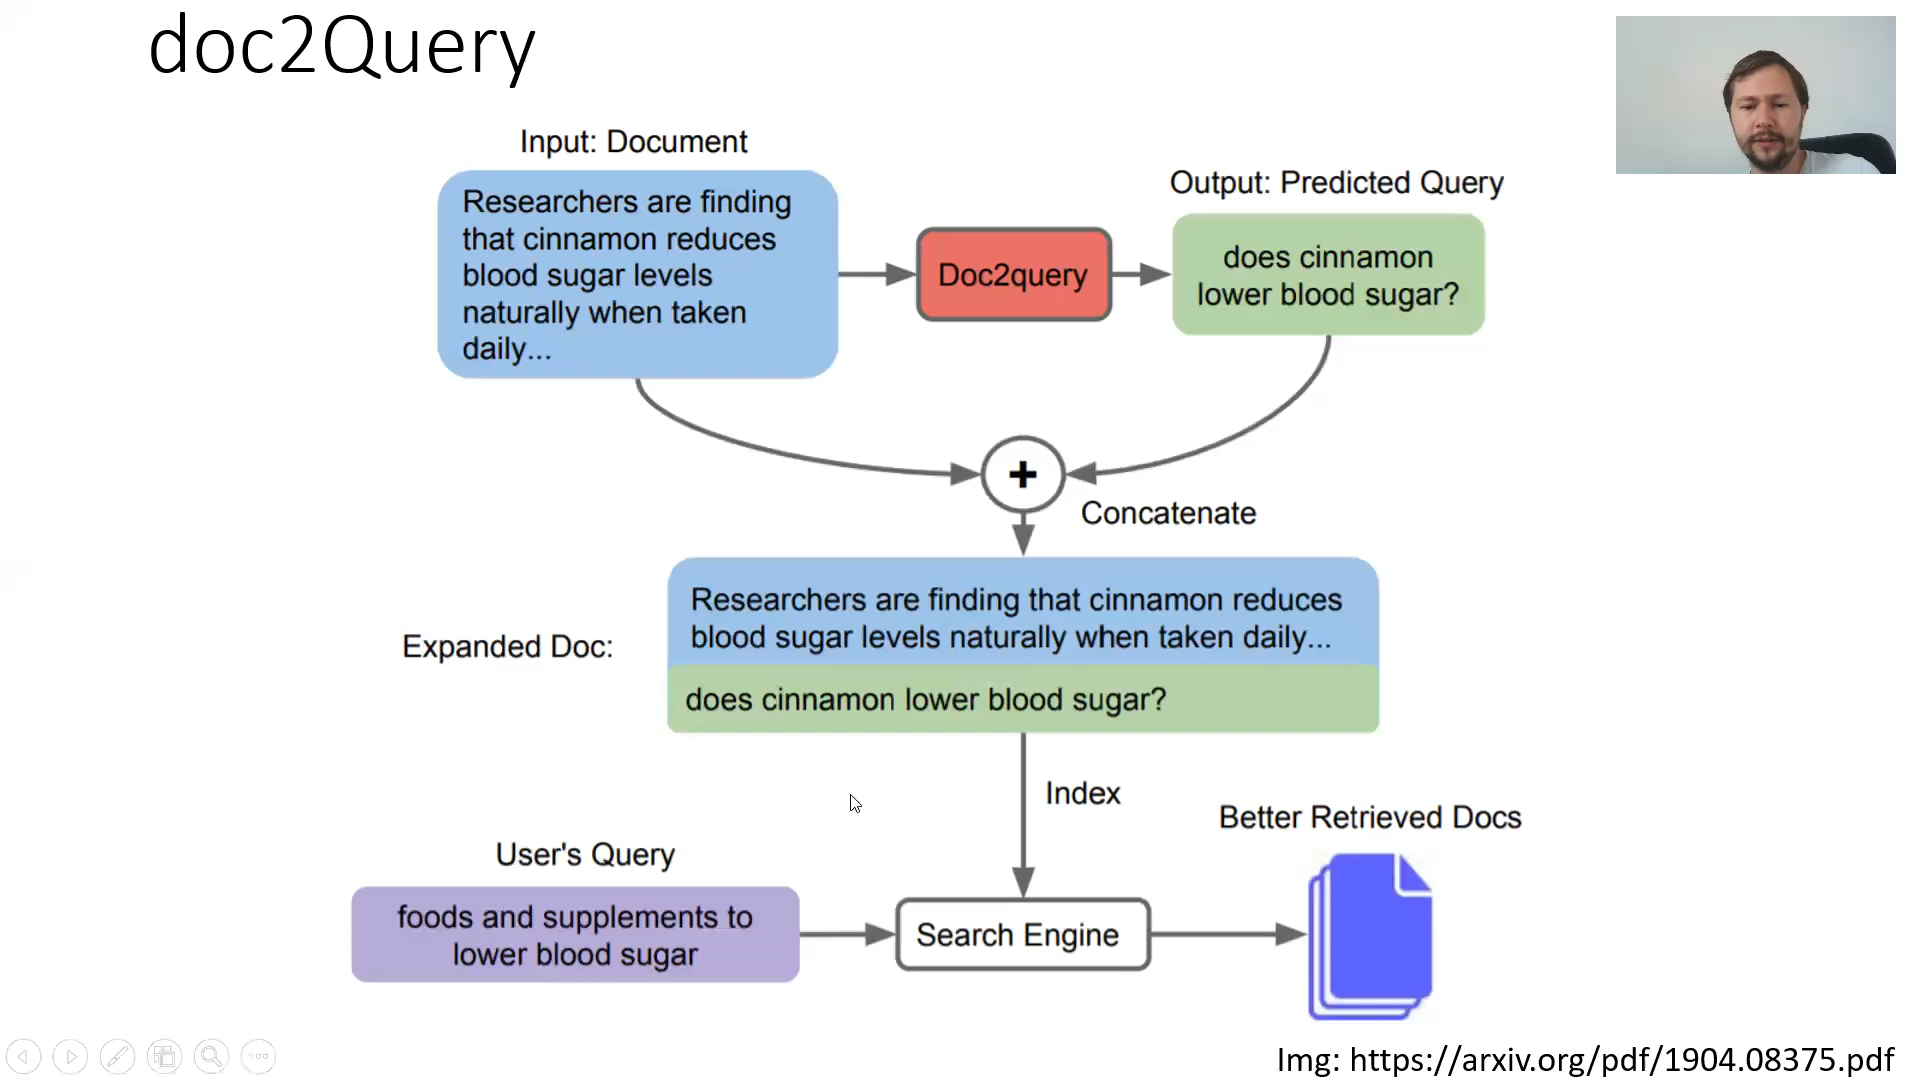 doc2Query
Input: Document
Researchers are finding
that cinnamon reduces
blood sugar levels
naturally when taken
daily...
Doc2query
Output: Predicted Query
does cinnamon
lower blood sugar?
+
Concatenate
Expanded Doc:
Researchers are finding that cinnamon reduces
blood sugar levels naturally when taken daily...
does cinnamon lower blood sugar?
Index
User's Query
foods and supplements to
lower blood sugar
Search Engine
Better Retrieved Docs
Img: https://arxiv.org/pdf/1904.08375.pdf